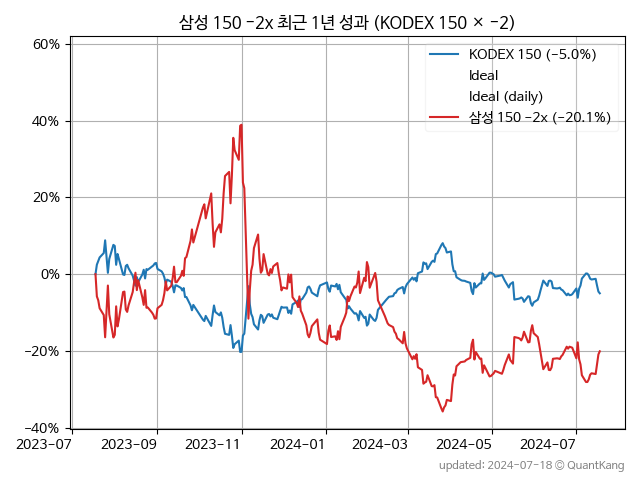 삼성 150 -2x 최근 1년 성과 (KODEX 150 × -2)
60%
40%
20%
0%
-20%
-40%
KODEX 150 (-5.0%)
Ideal
Ideal (daily)
삼성 150 -2x (-20.1%)
2023-07
2023-09
2023-11
2024-01
2024-03
2024-05
2024-07
updated: 2024-07-18 © QuantKang